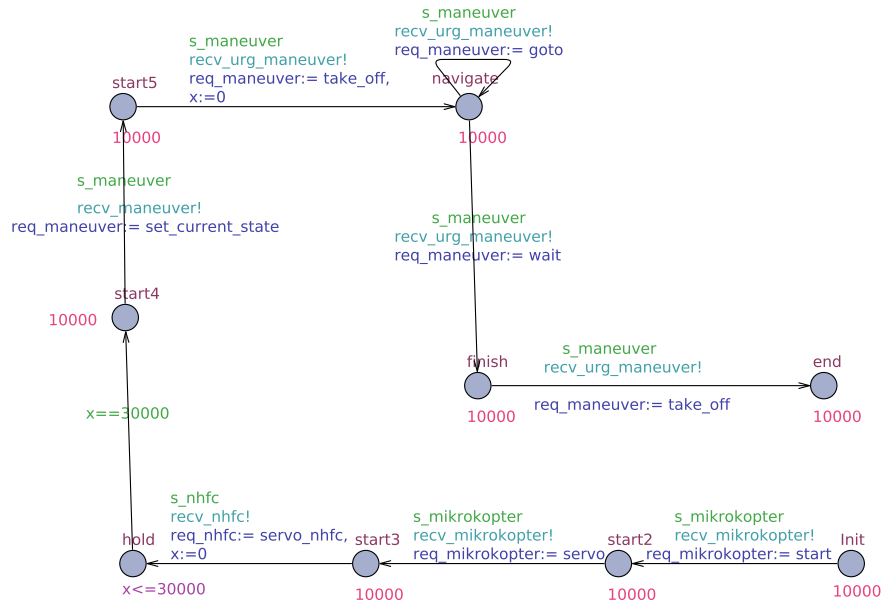 s_maneuver
recv_urg_maneuver!
req_maneuver:= goto
s_maneuver
recv_urg_maneuver!
req_maneuver:= take_off,
x:=0
start5
navigate
10000
10000
s_maneuver
recv_maneuver!
req_maneuver:= set_current_state
s_maneuver
recv_urg_maneuver!
req_maneuver:= wait
start4
10000
s_maneuver
recv_urg_maneuver!
req_maneuver:= take_off
finish
end
10000
10000
x==30000
s_nhfc
recv_nhfc!
req_nhfc:= servo_nhfc,
x:=0
s_mikrokopter
recv_mikrokopter!
req_mikrokopter:= servo
s_mikrokopter
recv_mikrokopter!
req_mikrokopter:= start
hold
start3
start2
Init
x<=30000
10000
10000
10000